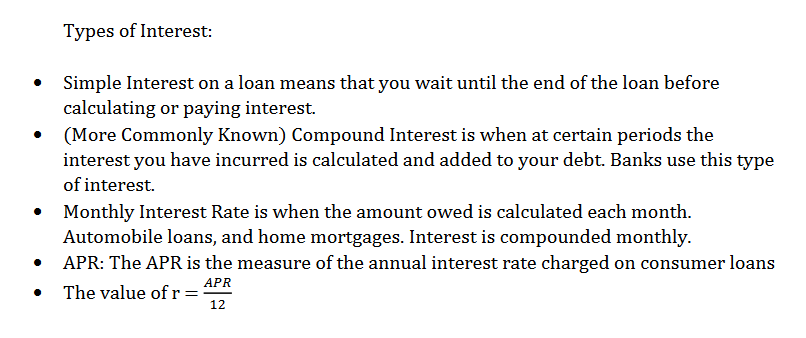 Types of Interest:
• Simple Interest on a loan means that you wait until the end of the loan before
calculating or paying interest.
• (More Commonly Known) Compound Interest is when at certain periods the
interest you have incurred is calculated and added to your debt. Banks use this type
of interest.
• Monthly Interest Rate is when the amount owed is calculated each month.
Automobile loans, and home mortgages. Interest is compounded monthly.
• APR: The APR is the measure of the annual interest rate charged on consumer loans
• The value of r = APR/12